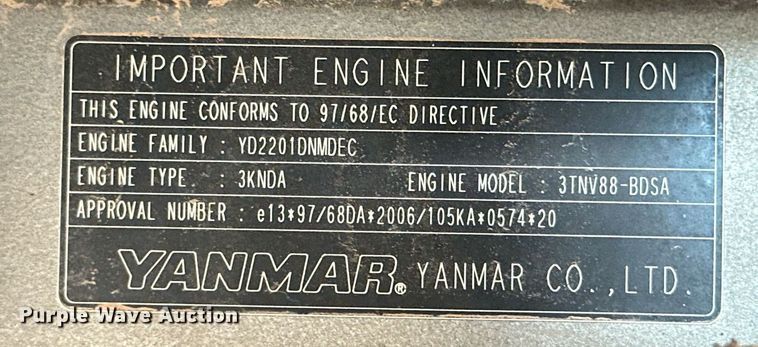 IMPORTANT ENGINE INFORMATION
THIS ENGINE CONFORMS TO 97/68/EC DIRECTIVE
ENGINE FAMILY : YD2201DNMDEC
ENGINE TYPE : 3KNDA ENGINE MODEL : 3TNV88-BDSA
APPROVAL NUMBER : e13*97/68DA*2006/105KA*0574*20
YANMAR® YANMAR CO.,LTD.
Purple Wave Auction